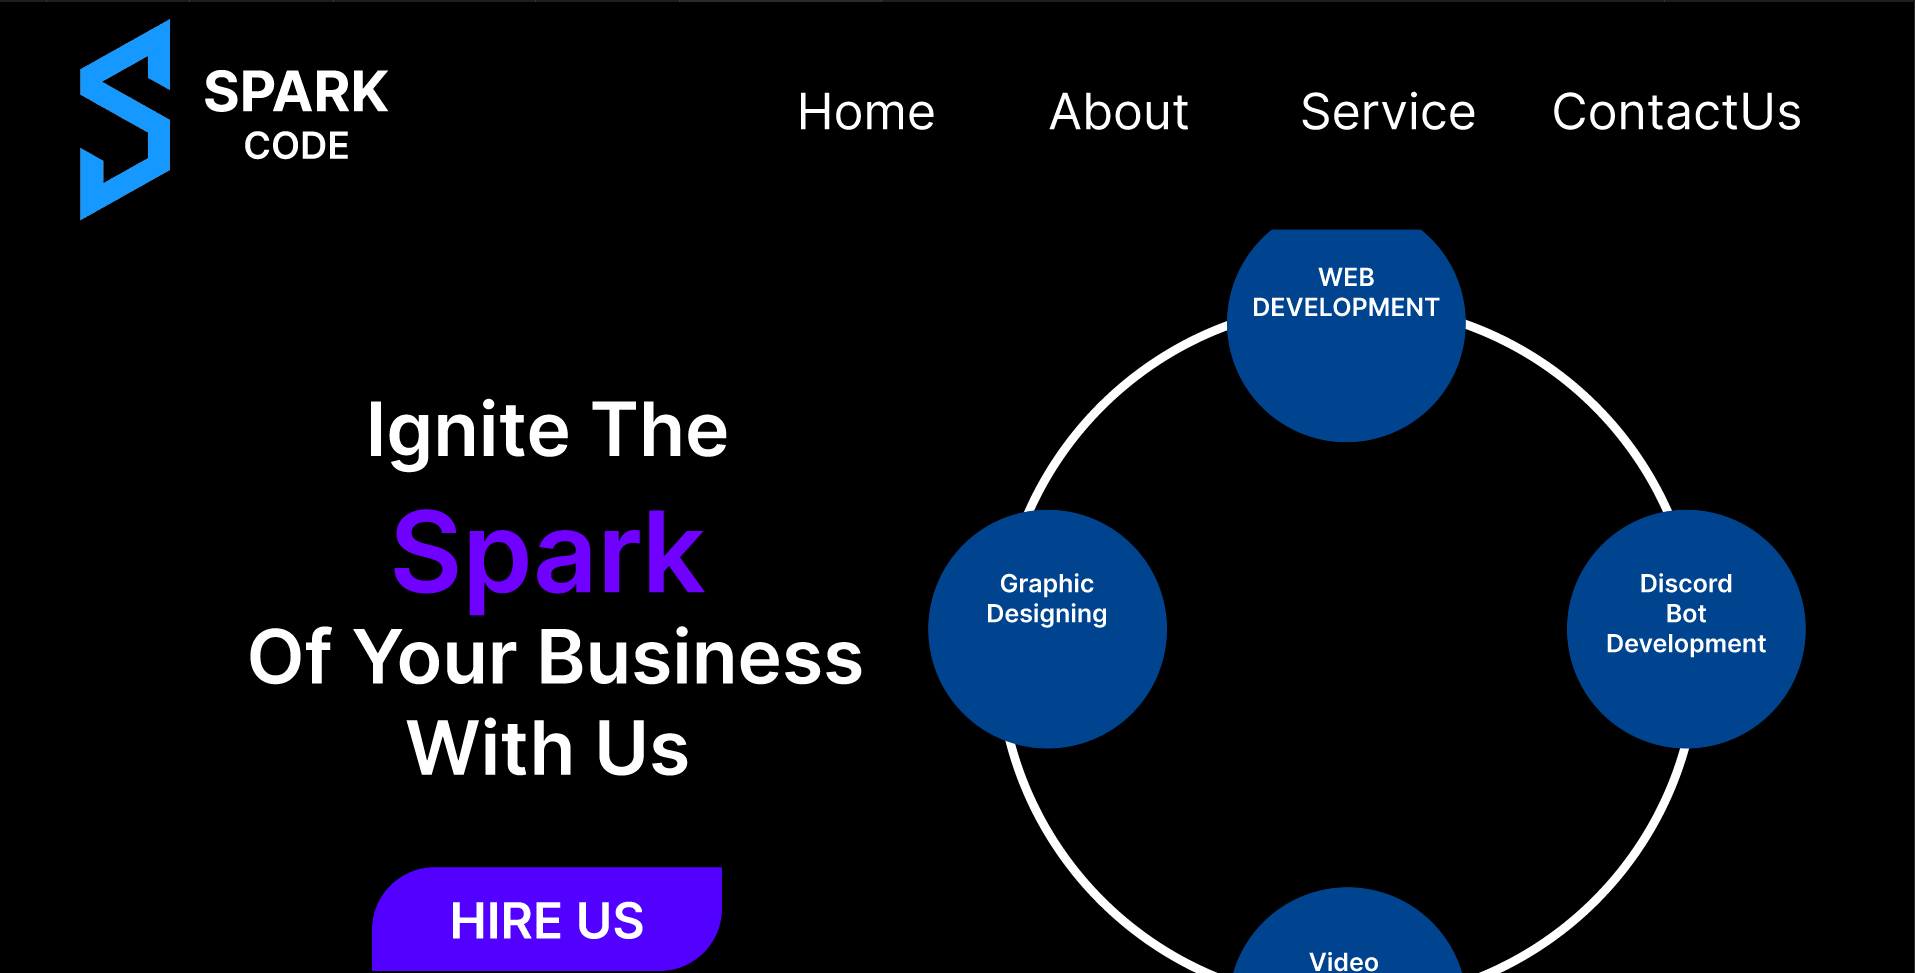 SPARK
CODE
Home About Service ContactUs
Ignite The
Spark
Of Your Business
With Us
HIRE US
WEB
DEVELOPMENT
Graphic
Designing
Discord
Bot
Development
Video